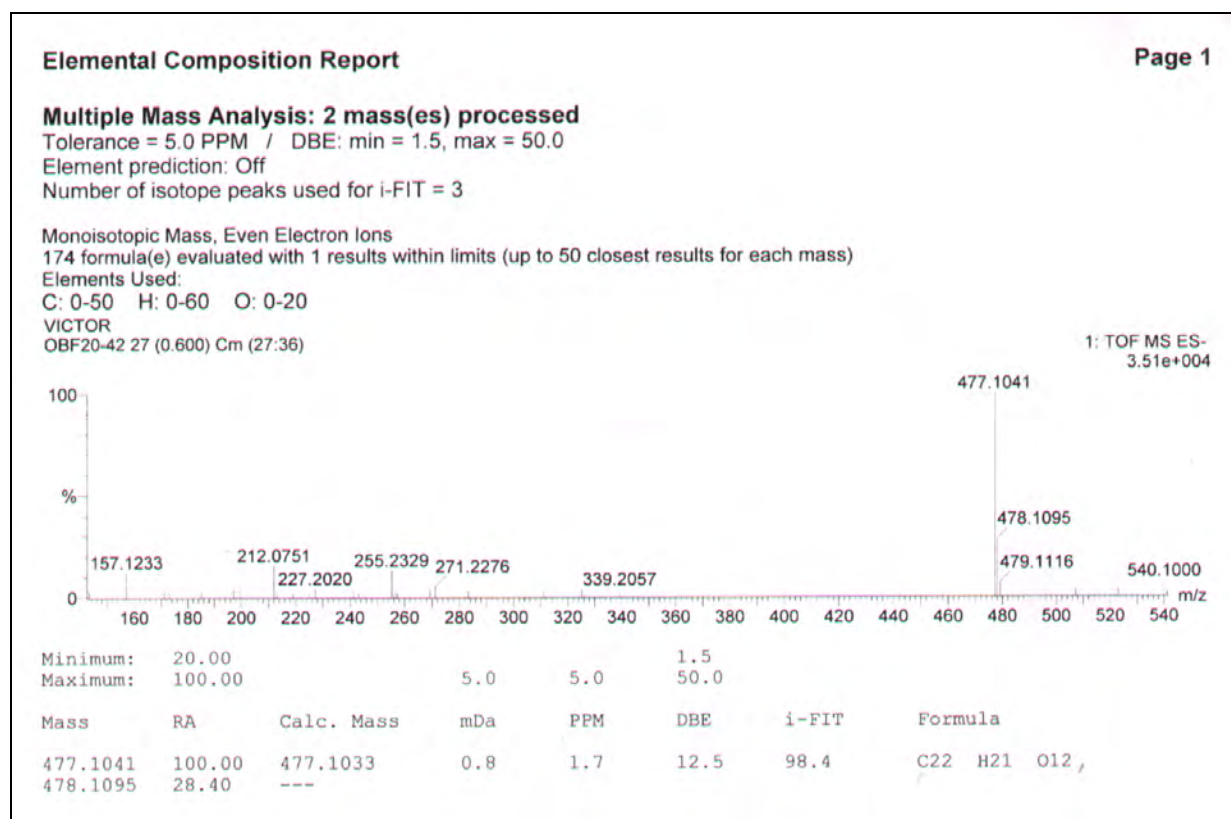 Elemental Composition Report Page 1
Multiple Mass Analysis: 2 mass(es) processed
Tolerance = 5.0 PPM / DBE: min = 1.5, max = 50.0
Element prediction: Off
Number of isotope peaks used for i-FIT = 3
Monoisotopic Mass, Even Electron Ions
174 formula(e) evaluated with 1 results within limits (up to 50 closest results for each mass)
Elements Used:
C: 0-50 H: 0-60 O: 0-20
VICTOR
OBF20-42 27 (0.600) Cm (27:36)
1: TOF MS ES-
3.51e+004
477.1041
100
%
478.1095
157.1233 212.0751 255.2329 271.2276 479.1116
227.2020 339.2057 540.1000
0 m/z
160 180 200 220 240 260 280 300 320 340 360 380 400 420 440 460 480 500 520 540
Minimum: 20.00 1.5
Maximum: 100.00 5.0 5.0 50.0
Mass RA Calc. Mass mDa PPM DBE i-FIT Formula
477.1041 100.00 477.1033 0.8 1.7 12.5 98.4 C22 H21 O12,
478.1095 28.40 ---